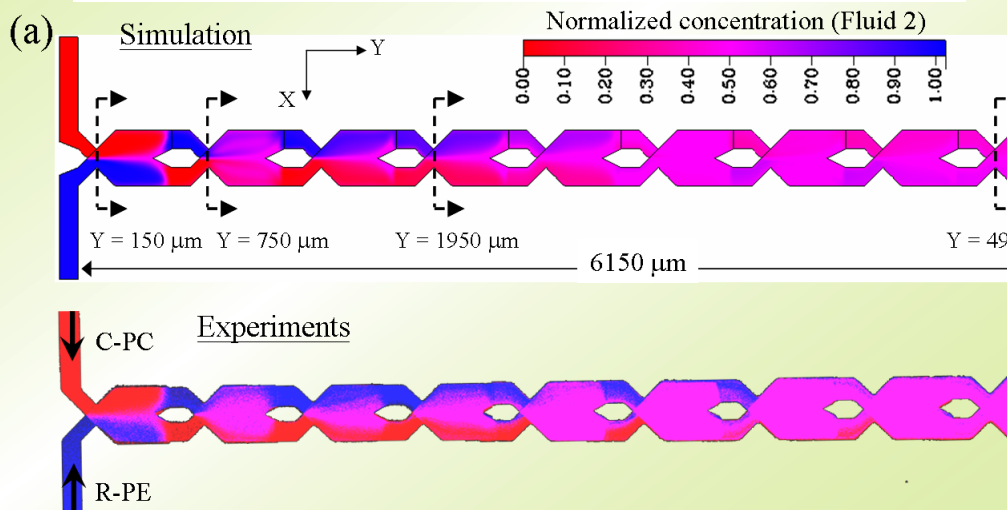 (a)
Simulation
Normalized concentration (Fluid 2)
Y
X
0.00 0.10 0.20 0.30 0.40 0.50 0.60 0.70 0.80 0.90 1.00
Y = 150 μm Y = 750 μm Y = 1950 μm Y = 49
6150 μm
Experiments
C-PC
R-PE